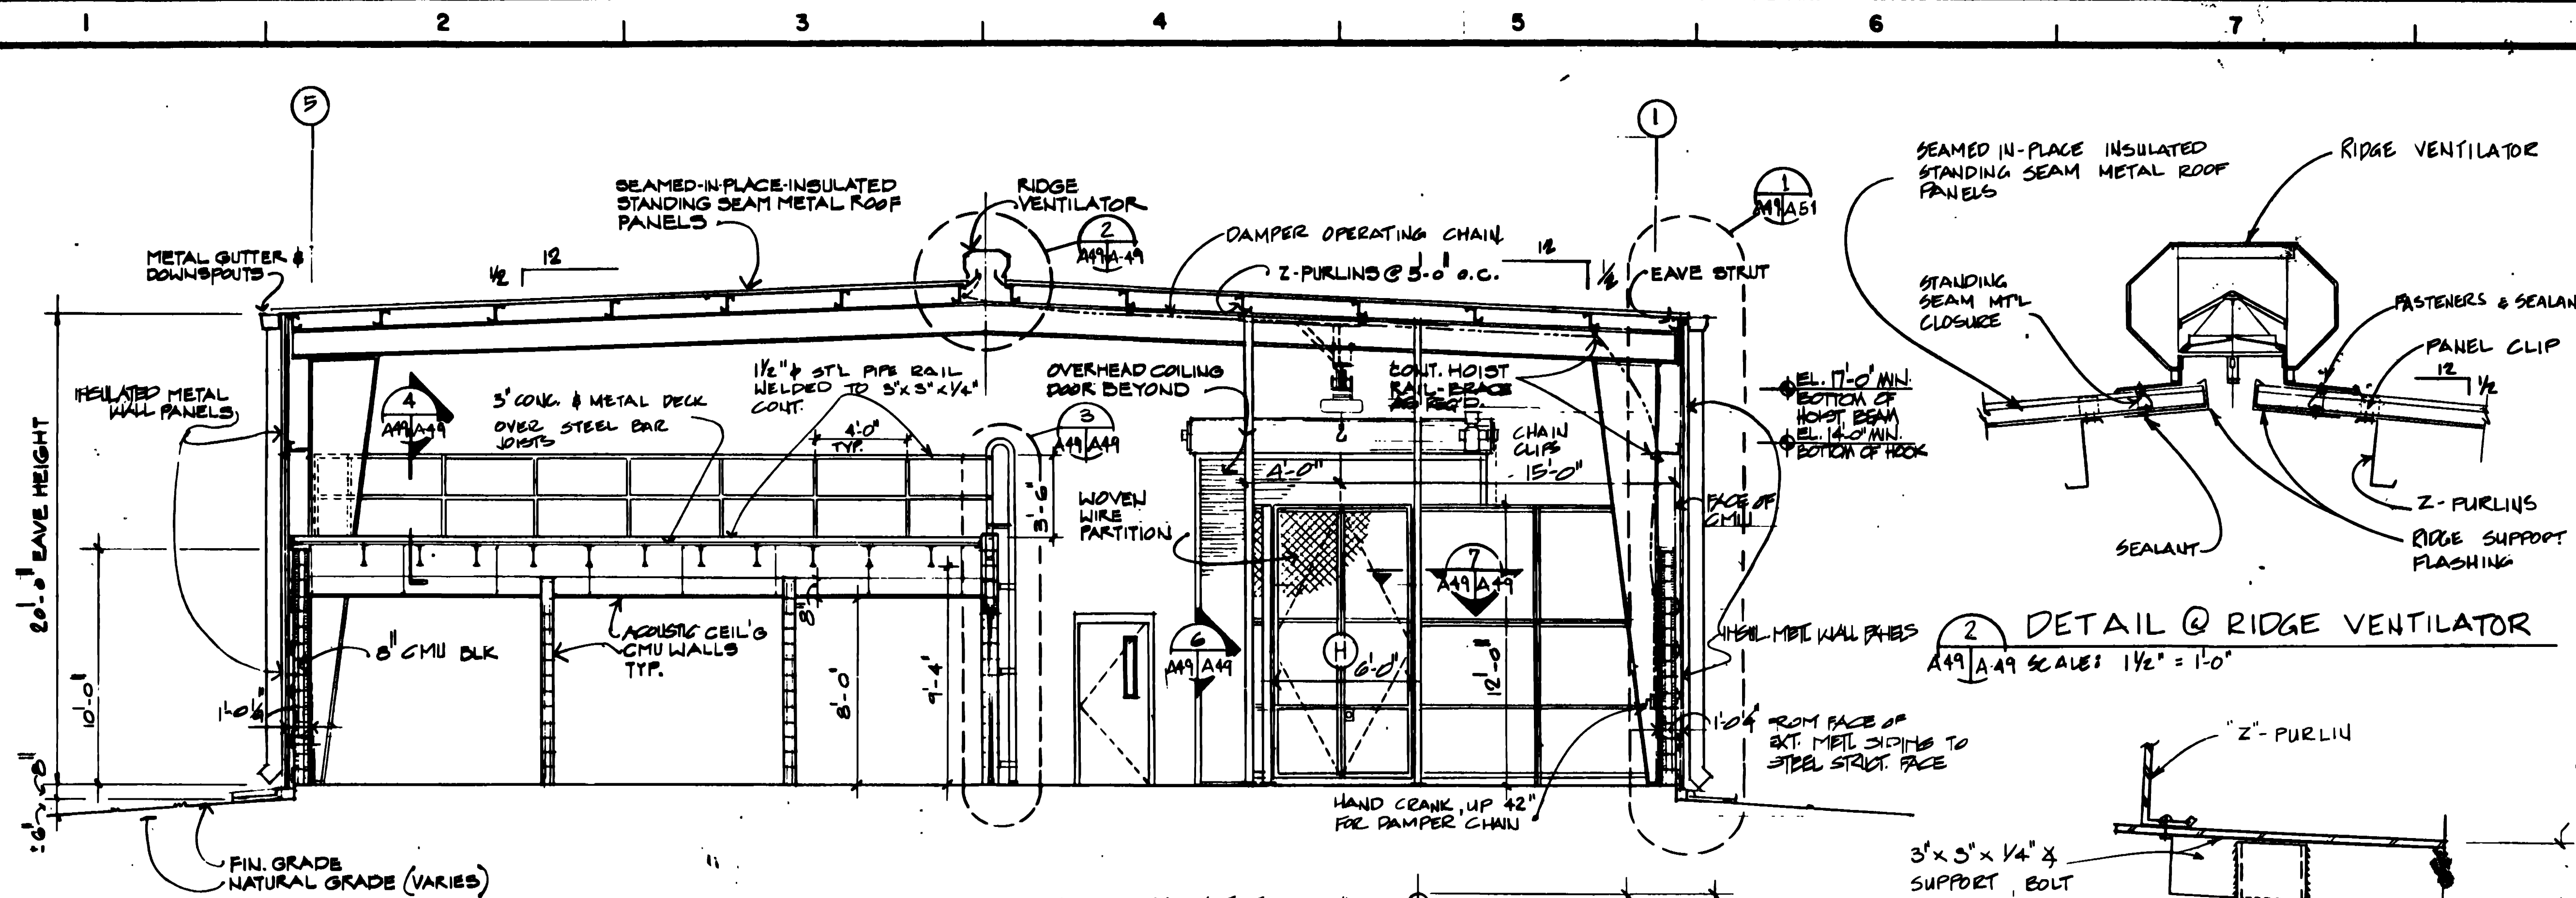 1 2 3 4 5 6 7
5
1
SEAMED-IN-PLACE-INSULATED
STANDING SEAM METAL ROOF
PANELS
RIDGE
VENTILATOR
2
A49 A-49
1
A49 A51
METAL GUTTER &
DOWNSPOUTS
1/2
12
DAMPER OPERATING CHAIN
Z-PURLINS @ 5'-0" O.C.
12
1/2
EAVE STRUT
INSULATED METAL
WALL PANELS
4
A49 A49
3" CONC. & METAL DECK
OVER STEEL BAR
JOISTS
1 1/2" ϕ ST'L PIPE RAIL
WELDED TO 3"x3"x1/4"
CONT.
4'-0"
TYP.
OVERHEAD COILING
DOOR BEYOND
3
A49 A49
CONT. HOIST
RAIL-BRACE
AS REQ'D.
EL. 17'-0" MIN.
BOTTOM OF
HOIST BEAM
EL. 14'-0" MIN.
BOTTOM OF HOOK
CHAIN
CLIPS
4'-0"
15'-0"
3'-6"
WOVEN
WIRE
PARTITION
FACE OF
CMU
7
A49 A49
20'-0" EAVE HEIGHT
10'-0"
8"
±6"
8" CMU BLK
ACOUSTIC CEIL'G
CMU WALLS
TYP.
8"
8'-0"
9'-4"
6
A49 A49
H
6'-0"
12'-0"
INSUL. METL WALL PANELS
FROM FACE OF
EXT. METL SIDING TO
STEEL STRUCT. FACE
HAND CRANK, UP 42"
FOR DAMPER CHAIN
FIN. GRADE
NATURAL GRADE (VARIES)
SEAMED IN-PLACE INSULATED
STANDING SEAM METAL ROOF
PANELS
RIDGE VENTILATOR
STANDING
SEAM MT'L
CLOSURE
FASTENERS & SEALAN
PANEL CLIP
12
1/2
Z-PURLINS
SEALANT
RIDGE SUPPORT
FLASHING
2
A49 A-49
DETAIL @ RIDGE VENTILATOR
SCALE: 1 1/2" = 1'-0"
"Z"-PURLIN
3"x3"x1/4" ∡
SUPPORT, BOLT